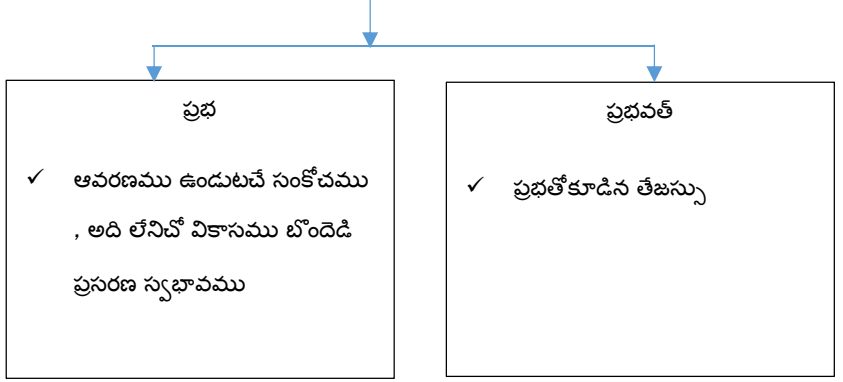 ప్రభ
✓ ఆవరణము ఉండుటచే సంకోచము
, అది లేనిచో వికాసము బొందెడి
ప్రసరణ స్వభావము
ప్రభవత్
✓ ప్రభతోకూడిన తేజస్సు